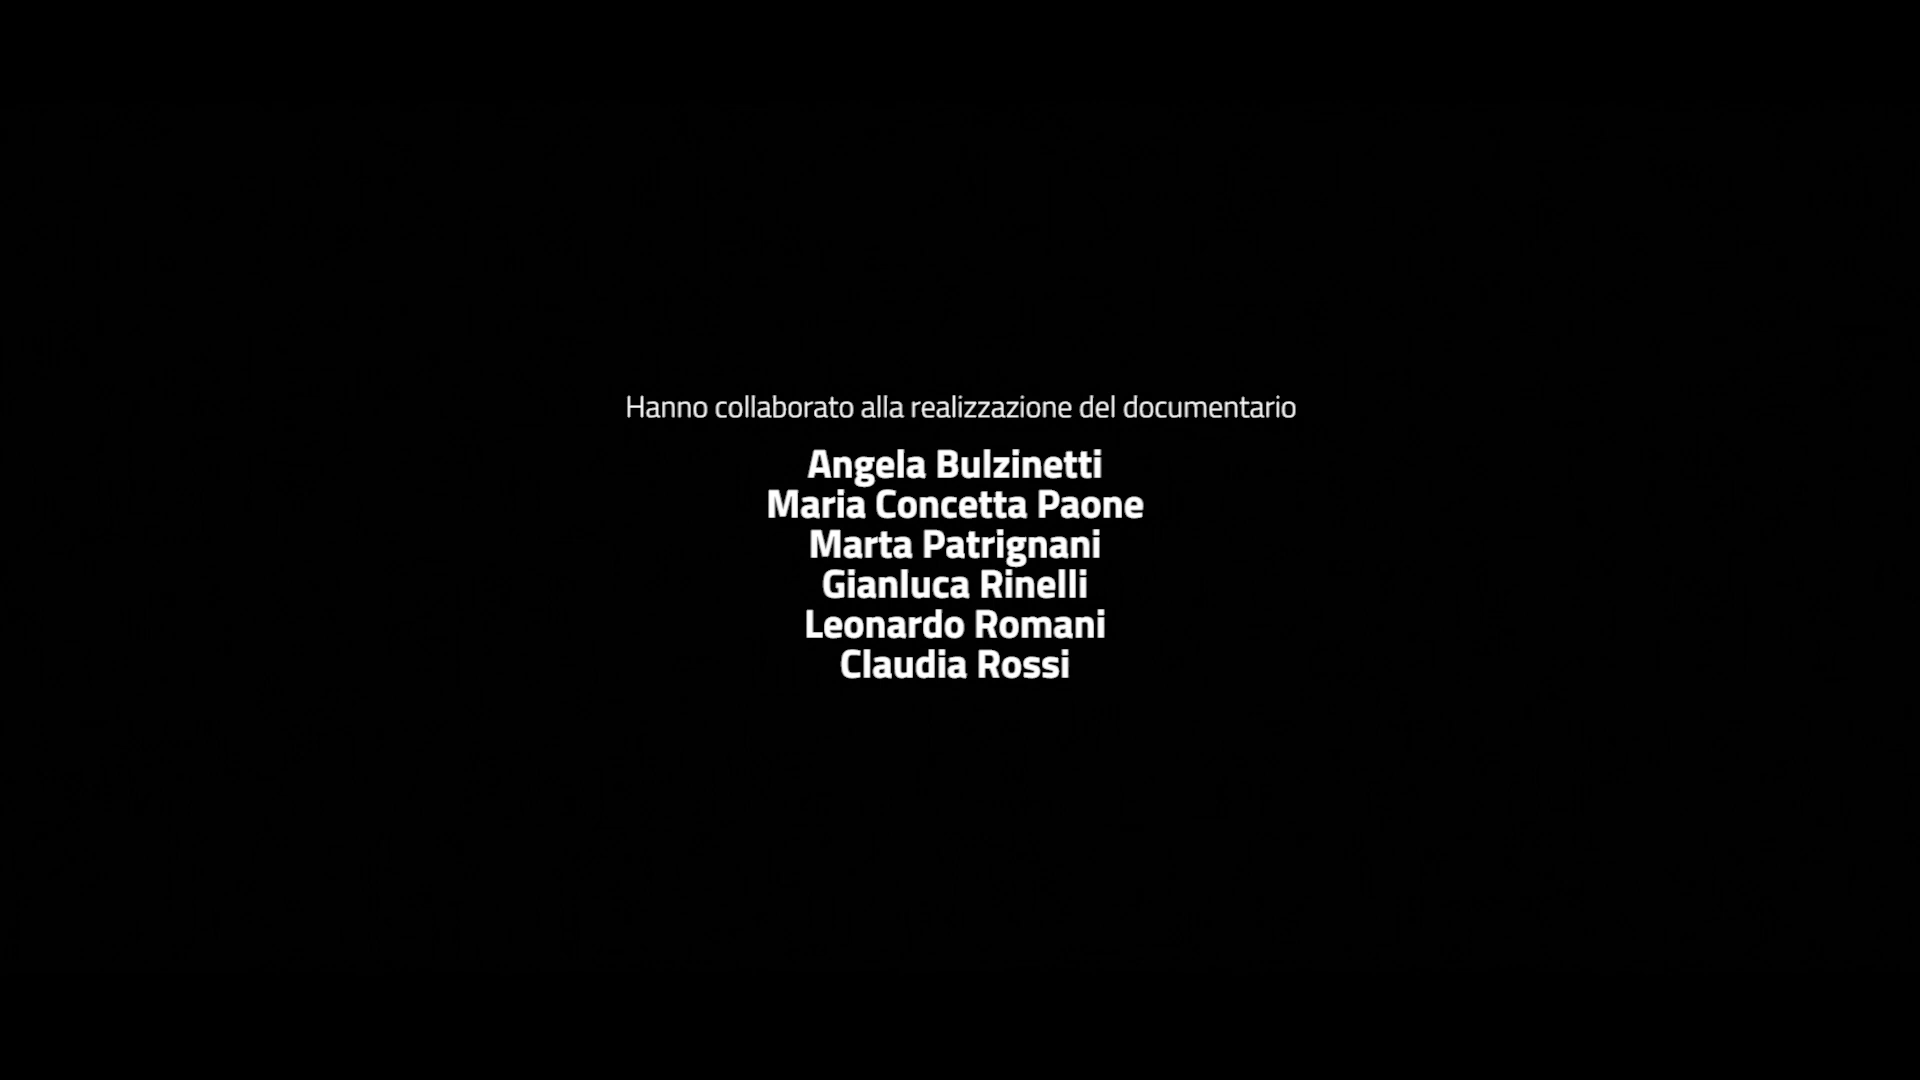 Hanno collaborato alla realizzazione del documentario
Angela Bulzinetti
Maria Concetta Paone
Marta Patrignani
Gianluca Rinelli
Leonardo Romani
Claudia Rossi